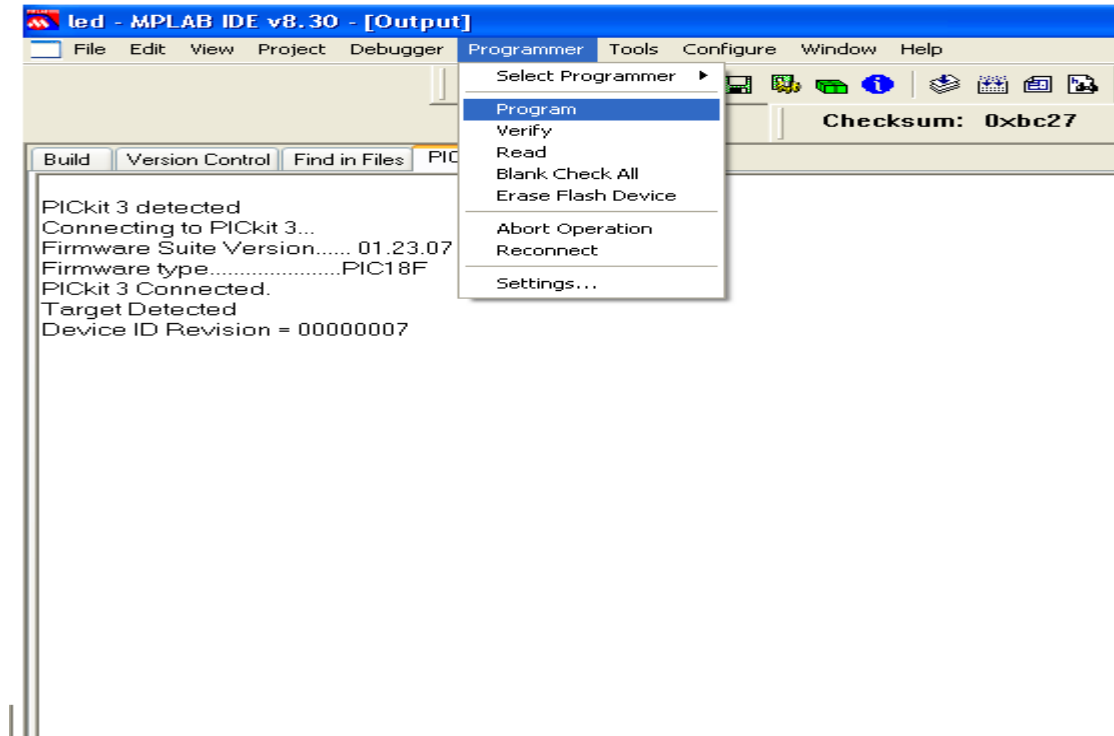 led - MPLAB IDE v8.30 - [Output]
File Edit View Project Debugger Programmer Tools Configure Window Help
Select Programmer
Program
Verify
Read
Blank Check All
Erase Flash Device
Abort Operation
Reconnect
Settings...
Checksum: 0xbc27
Build Version Control Find in Files PIC
PICkit 3 detected
Connecting to PICkit 3...
Firmware Suite Version...... 01.23.07
Firmware type.....................PIC18F
PICkit 3 Connected.
Target Detected
Device ID Revision = 00000007